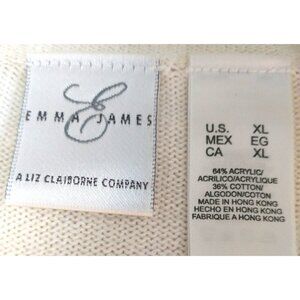 E
EMMA JAMES
A LIZ CLAIBORNE COMPANY
U.S. XL
MEX EG
CA XL
64% ACRYLIC/
ACRILICO/ACRYLIQUE
36% COTTON/
ALGODON/COTON
MADE IN HONG KONG
HECHO EN HONG KONG
FABRIQUE A HONG KONG